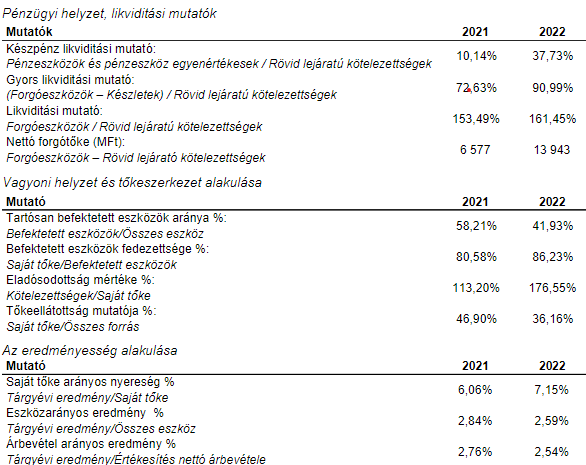 Pénzügyi helyzet, likviditási mutatók
Mutatók 2021 2022
Készpénz likviditási mutató:
Pénzeszközök és pénzeszköz egyenértékesek / Rövid lejáratú kötelezettségek 10,14% 37,73%
Gyors likviditási mutató:
(Forgóeszközök – Készletek) / Rövid lejáratú kötelezettségek 72,63% 90,99%
Likviditási mutató:
Forgóeszközök / Rövid lejáratú kötelezettségek 153,49% 161,45%
Nettó forgótőke (MFt):
Forgóeszközök – Rövid lejárató kötelezettségek 6 577 13 943
Vagyoni helyzet és tőkeszerkezet alakulása
Mutató 2021 2022
Tartósan befektetett eszközök aránya %:
Befektetett eszközök/Összes eszköz 58,21% 41,93%
Befektetett eszközök fedezettsége %:
Saját tőke/Befektetett eszközök 80,58% 86,23%
Eladósodottság mértéke %:
Kötelezettségek/Saját tőke 113,20% 176,55%
Tőkeellátottság mutatója %:
Saját tőke/Összes forrás 46,90% 36,16%
Az eredményesség alakulása
Mutató 2021 2022
Saját tőke arányos nyereség %
Tárgyévi eredmény/Saját tőke 6,06% 7,15%
Eszközarányos eredmény %
Tárgyévi eredmény/Összes eszköz 2,84% 2,59%
Árbevétel arányos eredmény %
Tárgyévi eredmény/Értékesítés nettó árbevétele 2,76% 2,54%